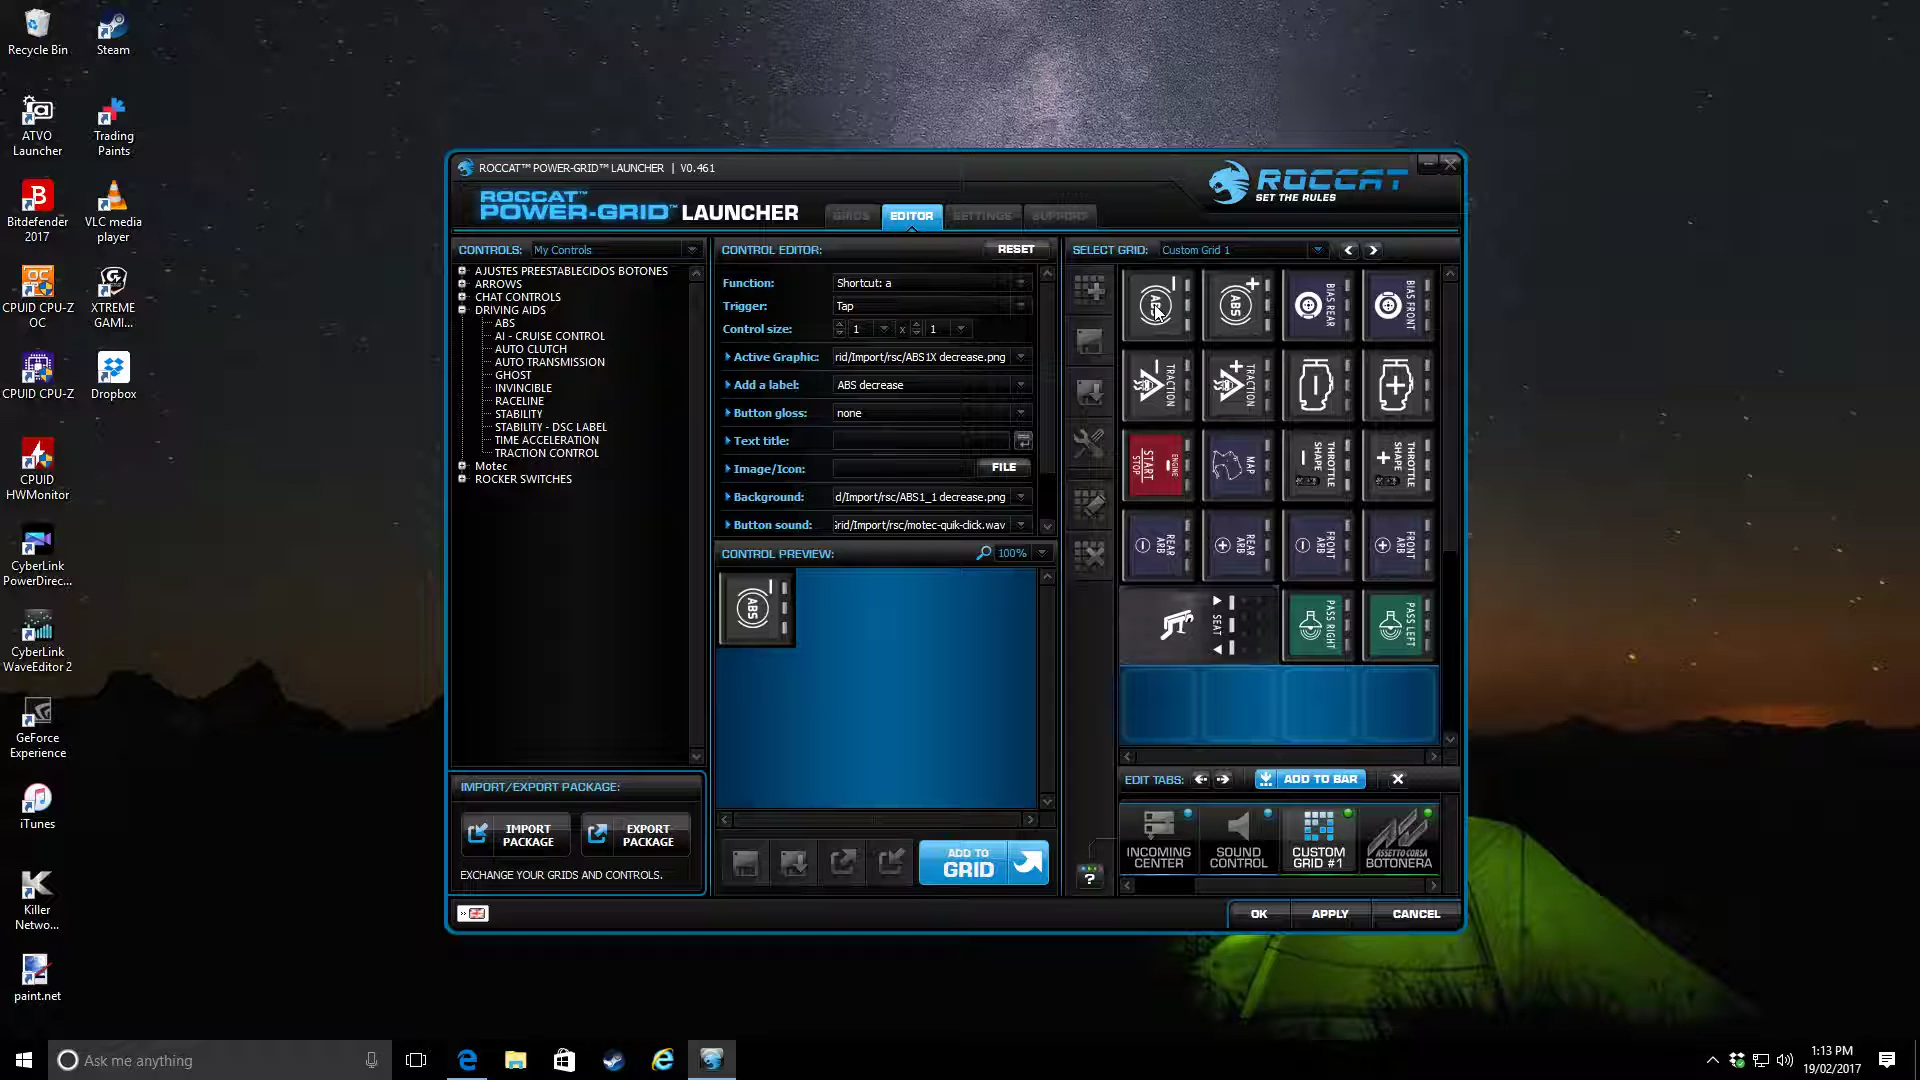 Recycle Bin
Steam
ATVO
Launcher
Trading
Paints
Bitdefender
2017
VLC media
player
CPUID CPU-Z
OC
XTREME
GAMI...
CPUID CPU-Z
Dropbox
CPUID
HWMonitor
CyberLink
PowerDirec...
CyberLink
WaveEditor 2
GeForce
Experience
iTunes
Killer
Netwo...
paint.net
ROCCAT™ POWER-GRID™ LAUNCHER | V0.461
ROCCAT™
POWER-GRID™ LAUNCHER
GRIDS
EDITOR
SETTINGS
SUPPORT
ROCCAT
SET THE RULES
CONTROLS:
My Controls
AJUSTES PREESTABLECIDOS BOTONES
ARROWS
CHAT CONTROLS
DRIVING AIDS
ABS
AI - CRUISE CONTROL
AUTO CLUTCH
AUTO TRANSMISSION
GHOST
INVINCIBLE
RACELINE
STABILITY
STABILITY - DSC LABEL
TIME ACCELERATION
TRACTION CONTROL
Motec
ROCKER SWITCHES
IMPORT/EXPORT PACKAGE:
IMPORT
PACKAGE
EXPORT
PACKAGE
EXCHANGE YOUR GRIDS AND CONTROLS.
CONTROL EDITOR:
RESET
Function:
Shortcut: a
Trigger:
Tap
Control size:
1
x
1
Active Graphic:
rid/Import/rsc/ABS1X decrease.png
Add a label:
ABS decrease
Button gloss:
none
Text title:
Image/Icon:
FILE
Background:
d/Import/rsc/ABS1_1 decrease.png
Button sound:
Grid/Import/rsc/motec-quik-click.wav
CONTROL PREVIEW:
100%
ABS
ADD TO
GRID
SELECT GRID:
Custom Grid 1
ABS
ABS
BIAS REAR
BIAS FRONT
TRACTION
TRACTION
ENGINE
START
STOP
MAP
THROTTLE
SHAPE
THROTTLE
SHAPE
REAR
ARB
REAR
ARB
FRONT
ARB
FRONT
ARB
SEAT
PASS RIGHT
PASS LEFT
EDIT TABS:
ADD TO BAR
INCOMING
CENTER
SOUND
CONTROL
CUSTOM
GRID #1
ASSETTO CORSA
BOTONERA
?
OK
APPLY
CANCEL
Ask me anything
1:13 PM
19/02/2017